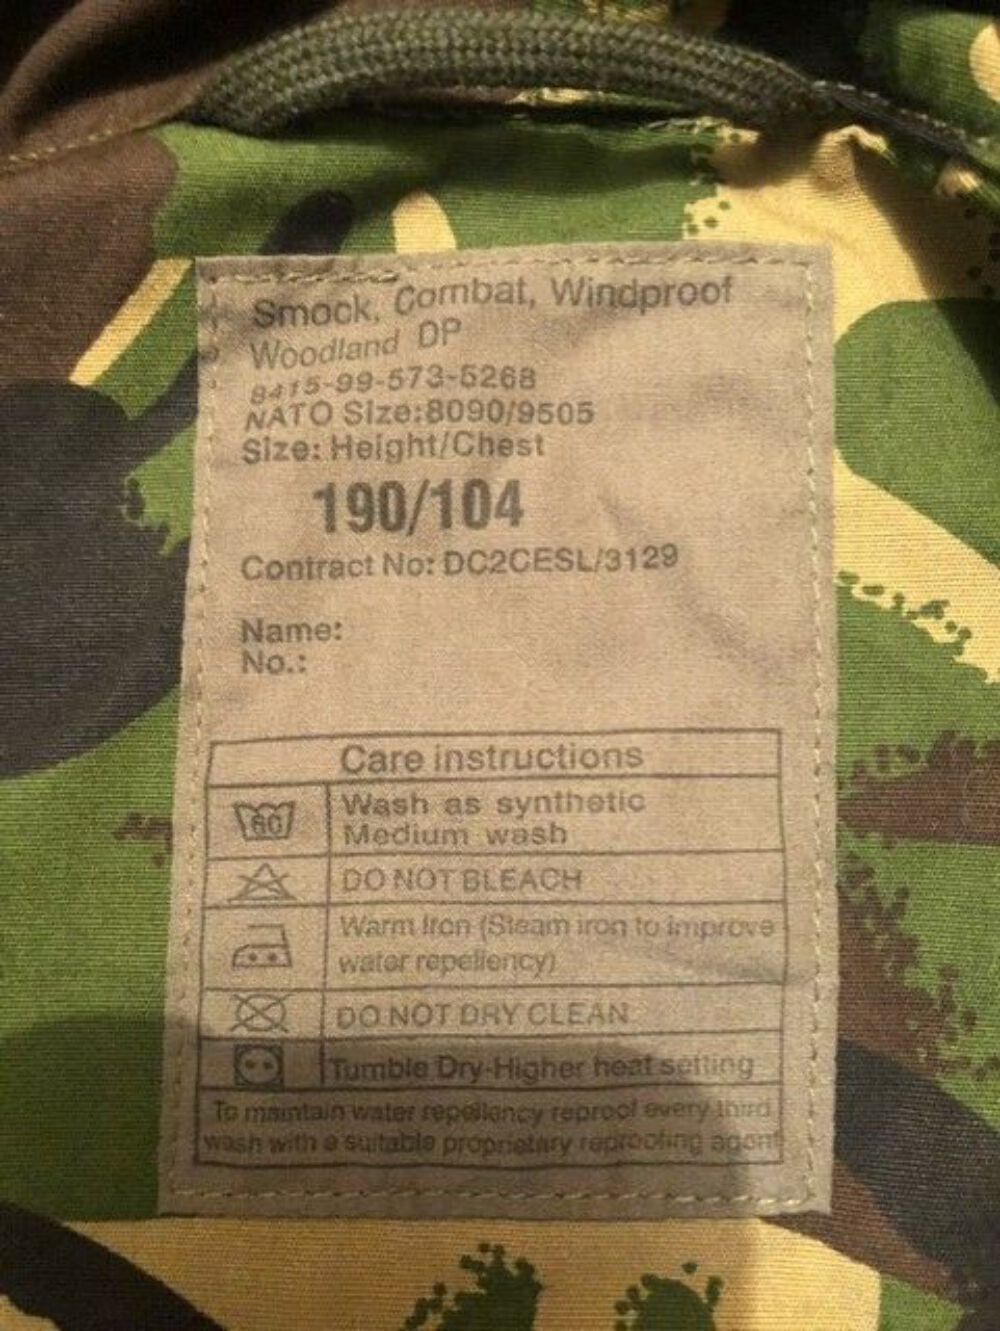 Smock, Combat, Windproof
Woodland DP
8415-99-573-5268
NATO Size:8090/9505
Size: Height/Chest
190/104
Contract No: DC2CESL/3129
Name:
No.:
Care instructions
60
Wash as synthetic
Medium wash
DO NOT BLEACH
Warm Iron (Steam iron to improve
water repellency)
DO NOT DRY CLEAN
Tumble Dry-Higher heat setting
To maintain water repellency reproof every third
wash with a suitable proprietary reproofing agent